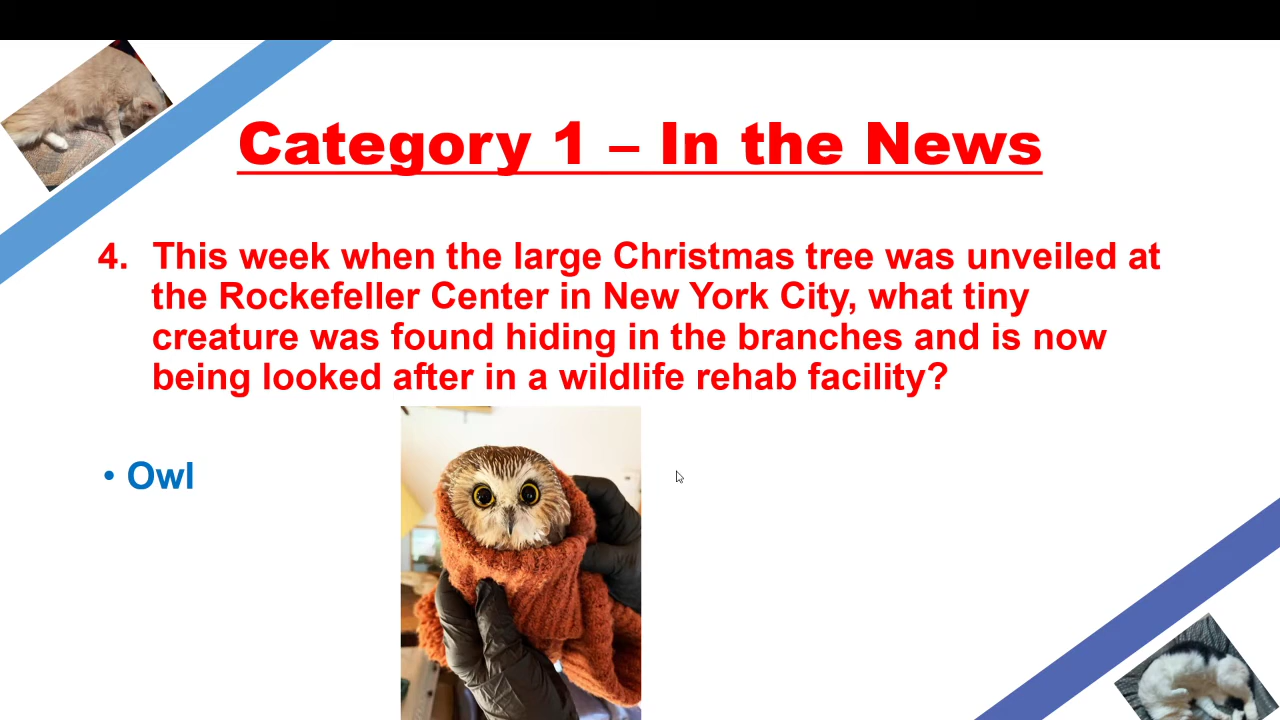 Category 1 – In the News
4. This week when the large Christmas tree was unveiled at
the Rockefeller Center in New York City, what tiny
creature was found hiding in the branches and is now
being looked after in a wildlife rehab facility?
• Owl